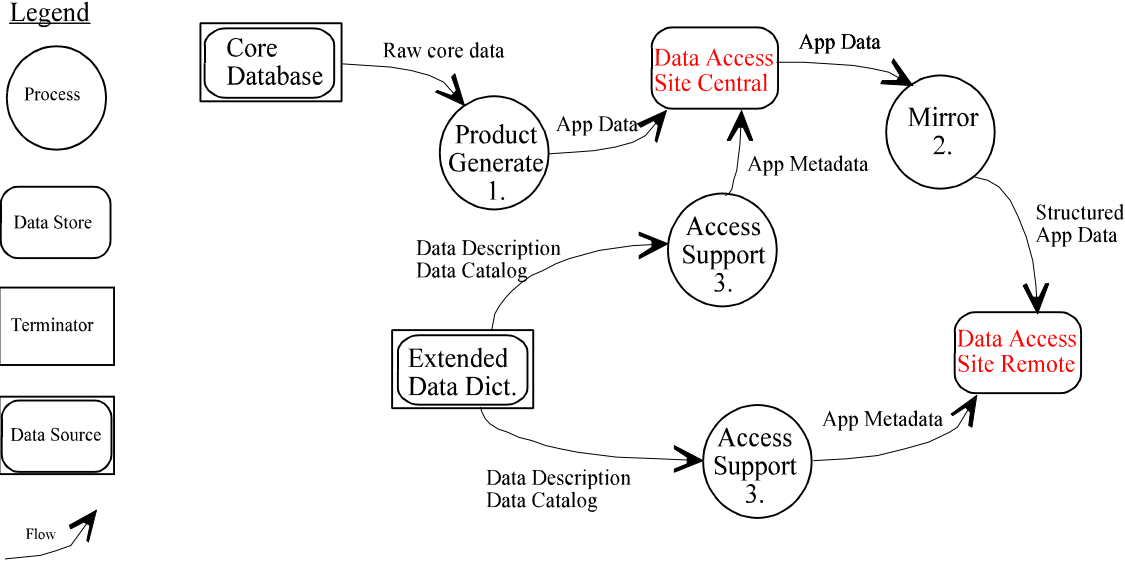 Legend
Process
Data Store
Terminator
Data Source
Flow
Core
Database
Raw core data
Product
Generate
1.
App Data
Data Access
Site Central
App Data
Mirror
2.
App Metadata
Structured
App Data
Access
Support
3.
Data Description
Data Catalog
Extended
Data Dict.
Data Access
Site Remote
App Metadata
Access
Support
3.
Data Description
Data Catalog